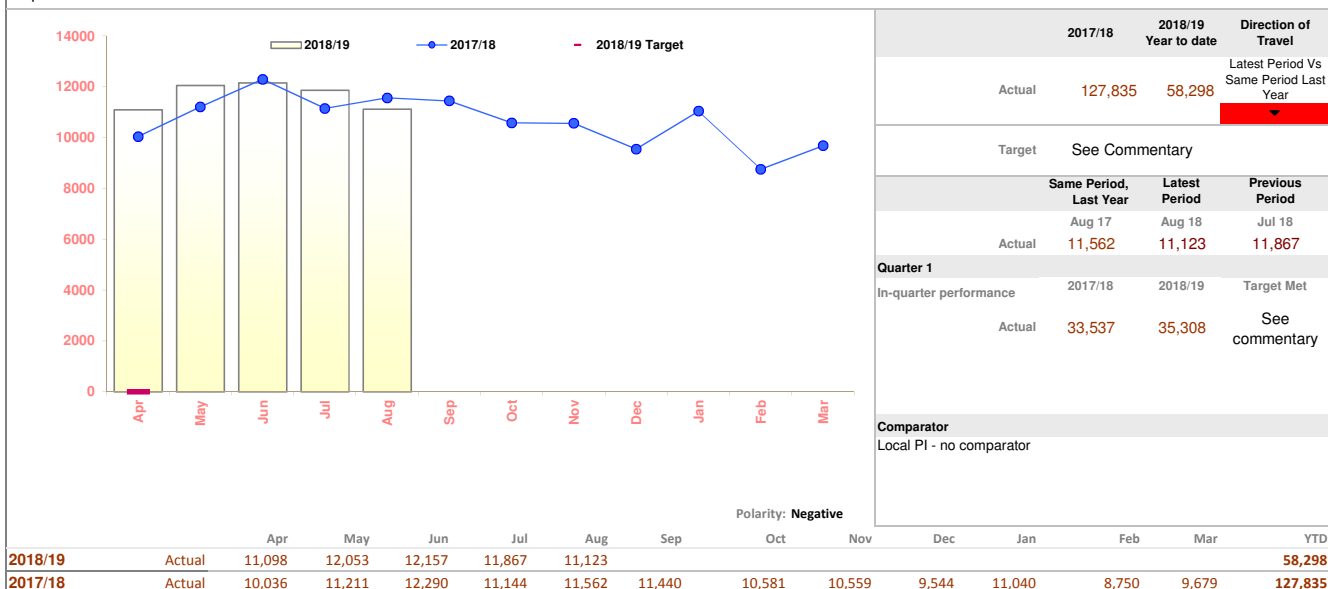 2018/19 2017/18 2018/19 Target
14000
12000
10000
8000
6000
4000
2000
0
Apr May Jun Jul Aug Sep Oct Nov Dec Jan Feb Mar
Polarity: Negative
2017/18 2018/19 Year to date Direction of Travel
Latest Period Vs Same Period Last Year
Actual 127,835 58,298 ▼
Target See Commentary
Same Period, Last Year Latest Period Previous Period
Aug 17 Aug 18 Jul 18
Actual 11,562 11,123 11,867
Quarter 1
In-quarter performance 2017/18 2018/19 Target Met
Actual 33,537 35,308 See commentary
Comparator
Local PI - no comparator
Apr May Jun Jul Aug Sep Oct Nov Dec Jan Feb Mar YTD
2018/19 Actual 11,098 12,053 12,157 11,867 11,123 58,298
2017/18 Actual 10,036 11,211 12,290 11,144 11,562 11,440 10,581 10,559 9,544 11,040 8,750 9,679 127,835